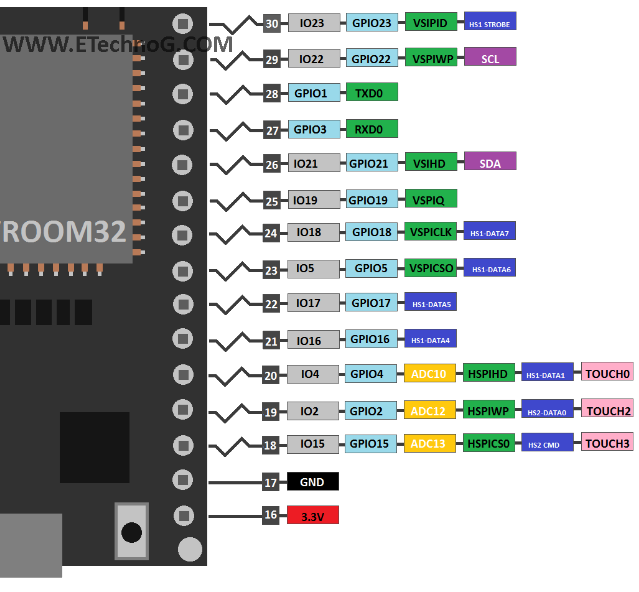 30 IO23 GPIO23 VSPID HS1 STROBE
WWW.ETechnoG.COM
29 IO22 GPIO22 VSPIWP SCL
28 GPIO1 TXD0
27 GPIO3 RXD0
26 IO21 GPIO21 VSIHD SDA
25 IO19 GPIO19 VSPIQ
ROOM32
24 IO18 GPIO18 VSPICLK HS1-DATA7
23 IO5 GPIO5 VSPICSO HS1-DATA6
22 IO17 GPIO17 HS1-DATA5
21 IO16 GPIO16 HS1-DATA4
20 IO4 GPIO4 ADC10 HSPIHD HS1-DATA1 TOUCH0
19 IO2 GPIO2 ADC12 HSPIWP HS2-DATA0 TOUCH2
18 IO15 GPIO15 ADC13 HSPICS0 HS2 CMD TOUCH3
17 GND
16 3.3V